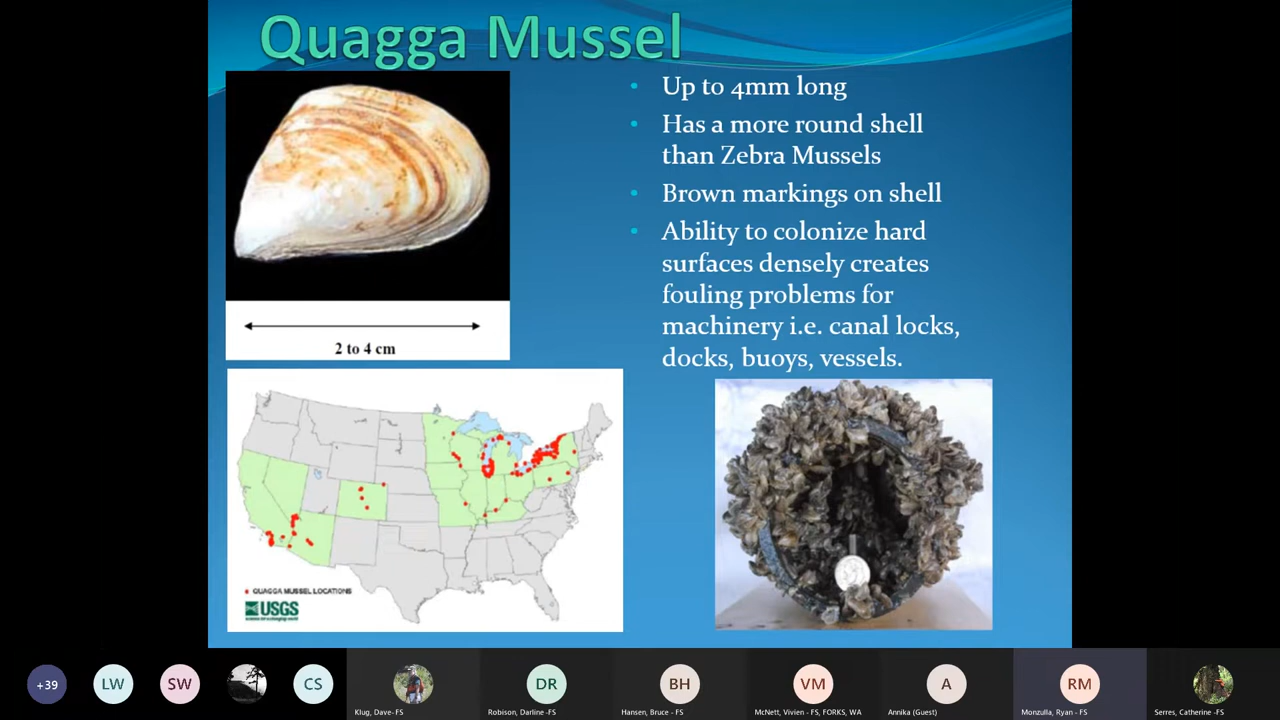 Quagga Mussel
• Up to 4mm long
• Has a more round shell
than Zebra Mussels
• Brown markings on shell
• Ability to colonize hard
surfaces densely creates
fouling problems for
machinery i.e. canal locks,
docks, buoys, vessels.
2 to 4 cm
QUAGGA MUSSEL LOCATIONS
USGS
+39
LW
SW
CS
Klug, Dave- FS
DR
Robison, Darline -FS
BH
Hansen, Bruce - FS
VM
McNett, Vivien - FS, FORKS, WA
A
Annika (Guest)
RM
Monzulla, Ryan - FS
Serres, Catherine -FS